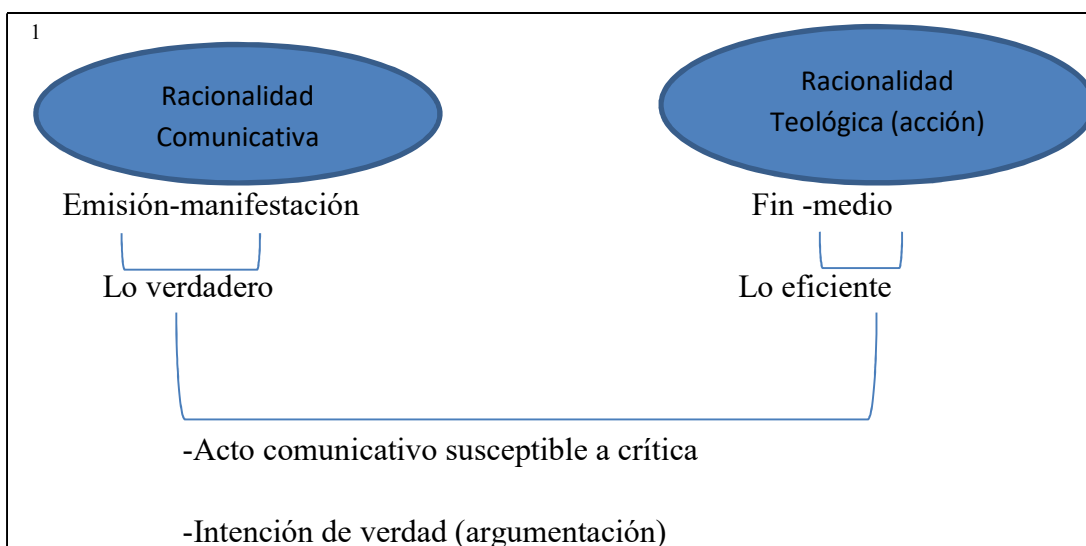 1
Racionalidad
Comunicativa
Racionalidad
Teológica (acción)
Emisión-manifestación
Fin -medio
Lo verdadero
Lo eficiente
-Acto comunicativo susceptible a crítica
-Intención de verdad (argumentación)